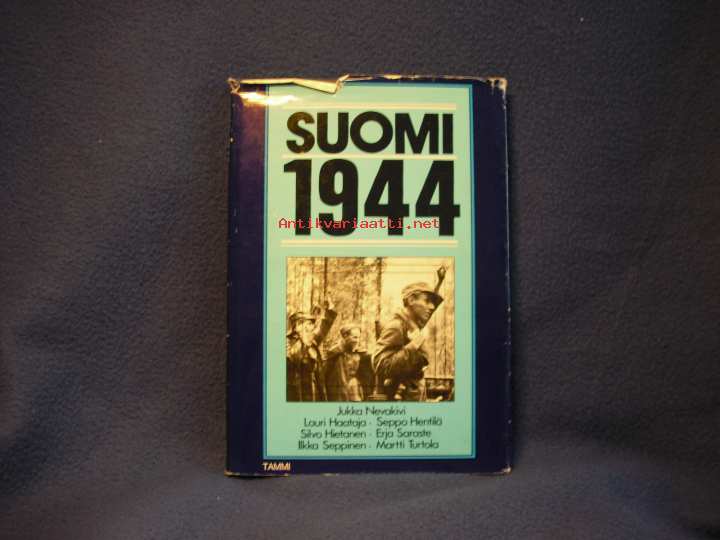 SUOMI
1944
Antikvariaatti.net
Jukka Nevakivi
Lauri Haataja · Seppo Hentilä
Silvo Hietanen · Erja Saraste
Ilkka Seppinen · Martti Turtola
TAMMI